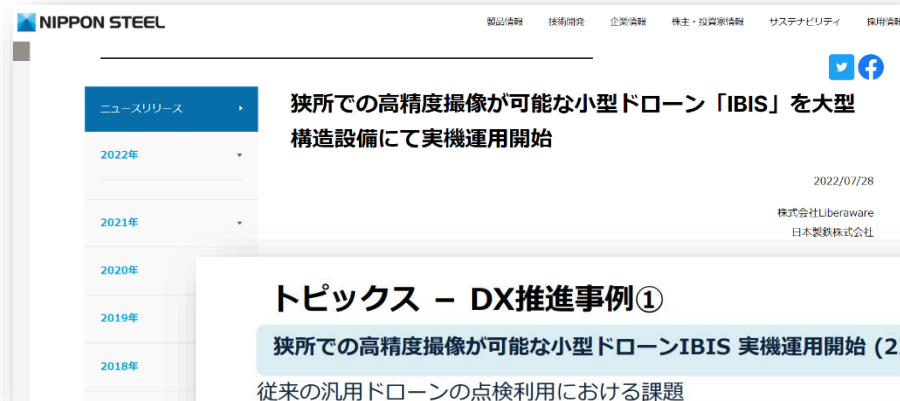 NIPPON STEEL
製品情報 技術開発 企業情報 株主・投資家情報 サステナビリティ 採用情報
ニュースリリース
狭所での高精度撮像が可能な小型ドローン「IBIS」を大型
構造設備にて実機運用開始
2022年
2022/07/28
2021年
株式会社Liberaware
日本製鉄株式会社
2020年
2019年
2018年
トピックス － DX推進事例①
狭所での高精度撮像が可能な小型ドローンIBIS 実機運用開始 (2
従来の汎用ドローンの点検利用における課題